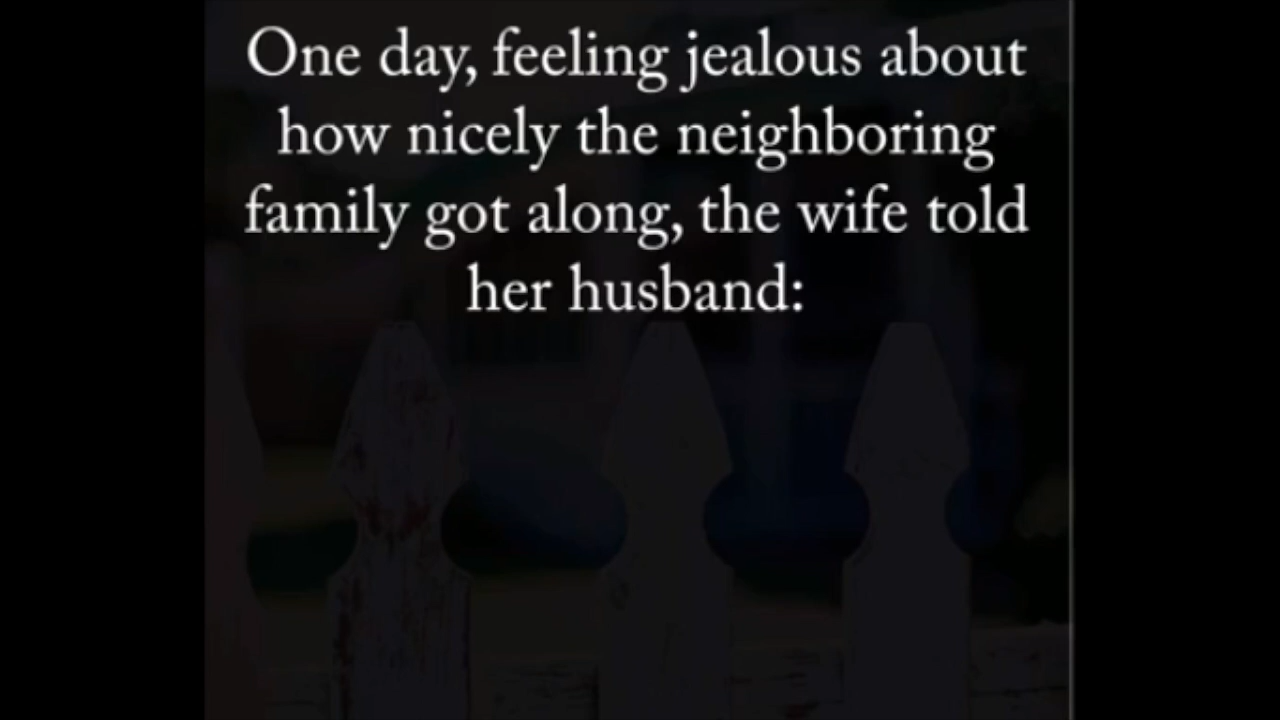 One day, feeling jealous about
how nicely the neighboring
family got along, the wife told
her husband: